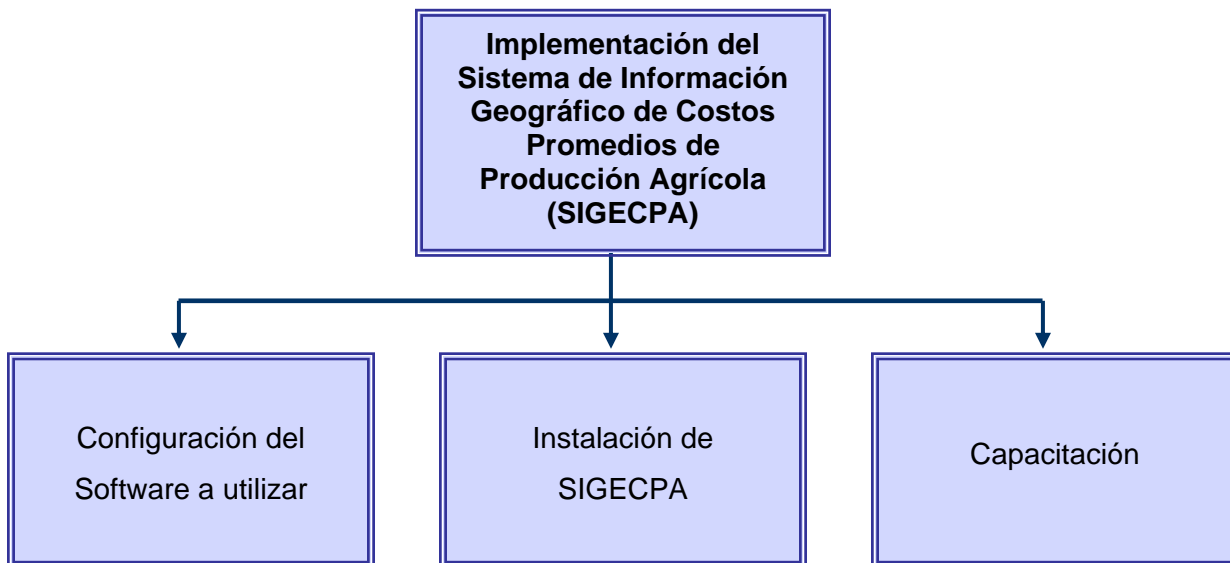 Implementación del
Sistema de Información
Geográfico de Costos
Promedios de
Producción Agrícola
(SIGECPA)
Configuración del
Software a utilizar
Instalación de
SIGECPA
Capacitación